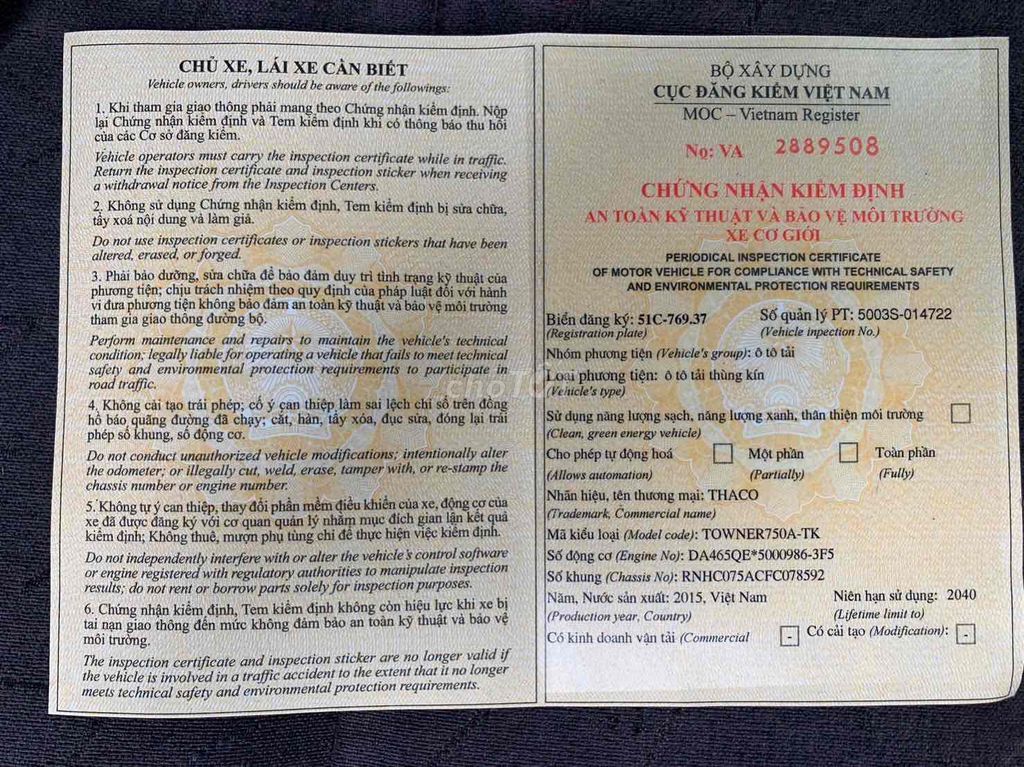 CHỦ XE, LÁI XE CẦN BIẾT
Vehicle owners, drivers should be aware of the followings:
1. Khi tham gia giao thông phải mang theo Chứng nhận kiểm định. Nộp
lại Chứng nhận kiểm định và Tem kiểm định khi có thông báo thu hồi
của các Cơ sở đăng kiểm.
Vehicle operators must carry the inspection certificate while in traffic.
Return the inspection certificate and inspection sticker when receiving
a withdrawal notice from the Inspection Centers.
2. Không sử dụng Chứng nhận kiểm định, Tem kiểm định bị sửa chữa,
tẩy xoá nội dung và làm giả.
Do not use inspection certificates or inspection stickers that have been
altered, erased, or forged.
3. Phải bảo dưỡng, sửa chữa để bảo đảm duy trì tình trạng kỹ thuật của
phương tiện; chịu trách nhiệm theo quy định của pháp luật đối với hành
vi đưa phương tiện không bảo đảm an toàn kỹ thuật và bảo vệ môi trường
tham gia giao thông đường bộ.
Perform maintenance and repairs to maintain the vehicle's technical
condition; legally liable for operating a vehicle that fails to meet technical
safety and environmental protection requirements to participate in
road traffic.
4. Không cải tạo trái phép; cố ý can thiệp làm sai lệch chỉ số trên đồng
hồ báo quãng đường đã chạy; cắt, hàn, tẩy xóa, đục sửa, đóng lại trái
phép số khung, số động cơ.
Do not conduct unauthorized vehicle modifications; intentionally alter
the odometer; or illegally cut, weld, erase, tamper with, or re-stamp the
chassis number or engine number.
5. Không tự ý can thiệp, thay đổi phần mềm điều khiển của xe, động cơ của
xe đã được đăng ký với cơ quan quản lý nhằm mục đích gian lận kết quả
kiểm định; Không thuê, mượn phụ tùng chỉ để thực hiện việc kiểm định.
Do not independently interfere with or alter the vehicle's control software
or engine registered with regulatory authorities to manipulate inspection
results; do not rent or borrow parts solely for inspection purposes.
6. Chứng nhận kiểm định, Tem kiểm định không còn hiệu lực khi xe bị
tai nạn giao thông đến mức không đảm bảo an toàn kỹ thuật và bảo vệ
môi trường.
The inspection certificate and inspection sticker are no longer valid if
the vehicle is involved in a traffic accident to the extent that it no longer
meets technical safety and environmental protection requirements.
BỘ XÂY DỰNG
CỤC ĐĂNG KIỂM VIỆT NAM
MOC – Vietnam Register
Nọ: VA 2889508
CHỨNG NHẬN KIỂM ĐỊNH
AN TOÀN KỸ THUẬT VÀ BẢO VỆ MÔI TRƯỜNG
XE CƠ GIỚI
PERIODICAL INSPECTION CERTIFICATE
OF MOTOR VEHICLE FOR COMPLIANCE WITH TECHNICAL SAFETY
AND ENVIRONMENTAL PROTECTION REQUIREMENTS
Biển đăng ký: 51C-769.37 Số quản lý PT: 5003S-014722
(Registration plate) (Vehicle inpection No.)
Nhóm phương tiện (Vehicle's group): ô tô tải
Loại phương tiện: ô tô tải thùng kín
(Vehicle's type)
Sử dụng năng lượng sạch, năng lượng xanh, thân thiện môi trường
(Clean, green energy vehicle)
Cho phép tự động hoá Một phần Toàn phần
(Allows automation) (Partially) (Fully)
Nhãn hiệu, tên thương mại: THACO
(Trademark, Commercial name)
Mã kiểu loại (Model code): TOWNER750A-TK
Số động cơ (Engine No): DA465QE*5000986-3F5
Số khung (Chassis No): RNHC075ACFC078592
Năm, Nước sản xuất: 2015, Việt Nam Niên hạn sử dụng: 2040
(Production year, Country) (Lifetime limit to)
Có kinh doanh vận tải (Commercial - Có cải tạo (Modification): -